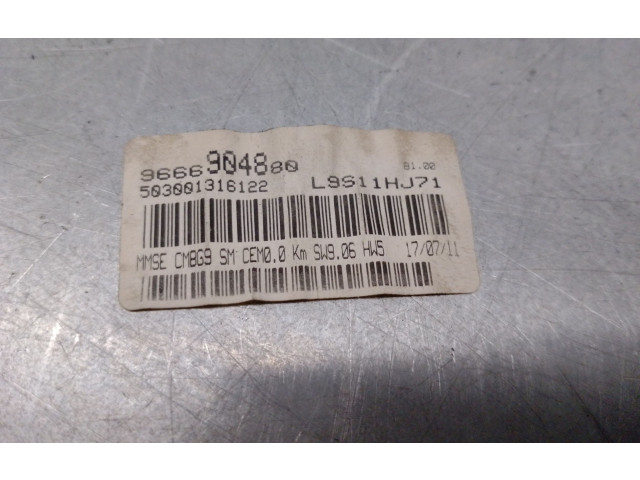 9666904880 B1.00
503001316122 L9S11HJ71
MMSE CMBG9 SM CEM0.0 Km SW9.06 HW5 17/07/11